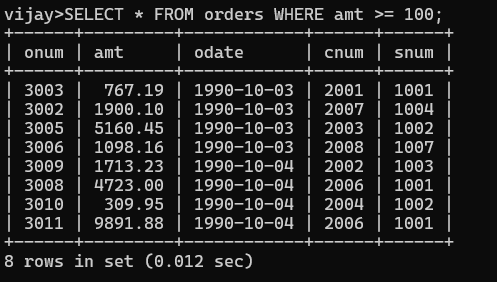 vijay>SELECT * FROM orders WHERE amt >= 100;
+------+---------+------------+------+------+
| onum | amt     | odate      | cnum | snum |
+------+---------+------------+------+------+
| 3003 |  767.19 | 1990-10-03 | 2001 | 1001 |
| 3002 | 1900.10 | 1990-10-03 | 2007 | 1004 |
| 3005 | 5160.45 | 1990-10-03 | 2003 | 1002 |
| 3006 | 1098.16 | 1990-10-03 | 2008 | 1007 |
| 3009 | 1713.23 | 1990-10-04 | 2002 | 1003 |
| 3008 | 4723.00 | 1990-10-04 | 2006 | 1001 |
| 3010 |  309.95 | 1990-10-04 | 2004 | 1002 |
| 3011 | 9891.88 | 1990-10-04 | 2006 | 1001 |
+------+---------+------------+------+------+
8 rows in set (0.012 sec)